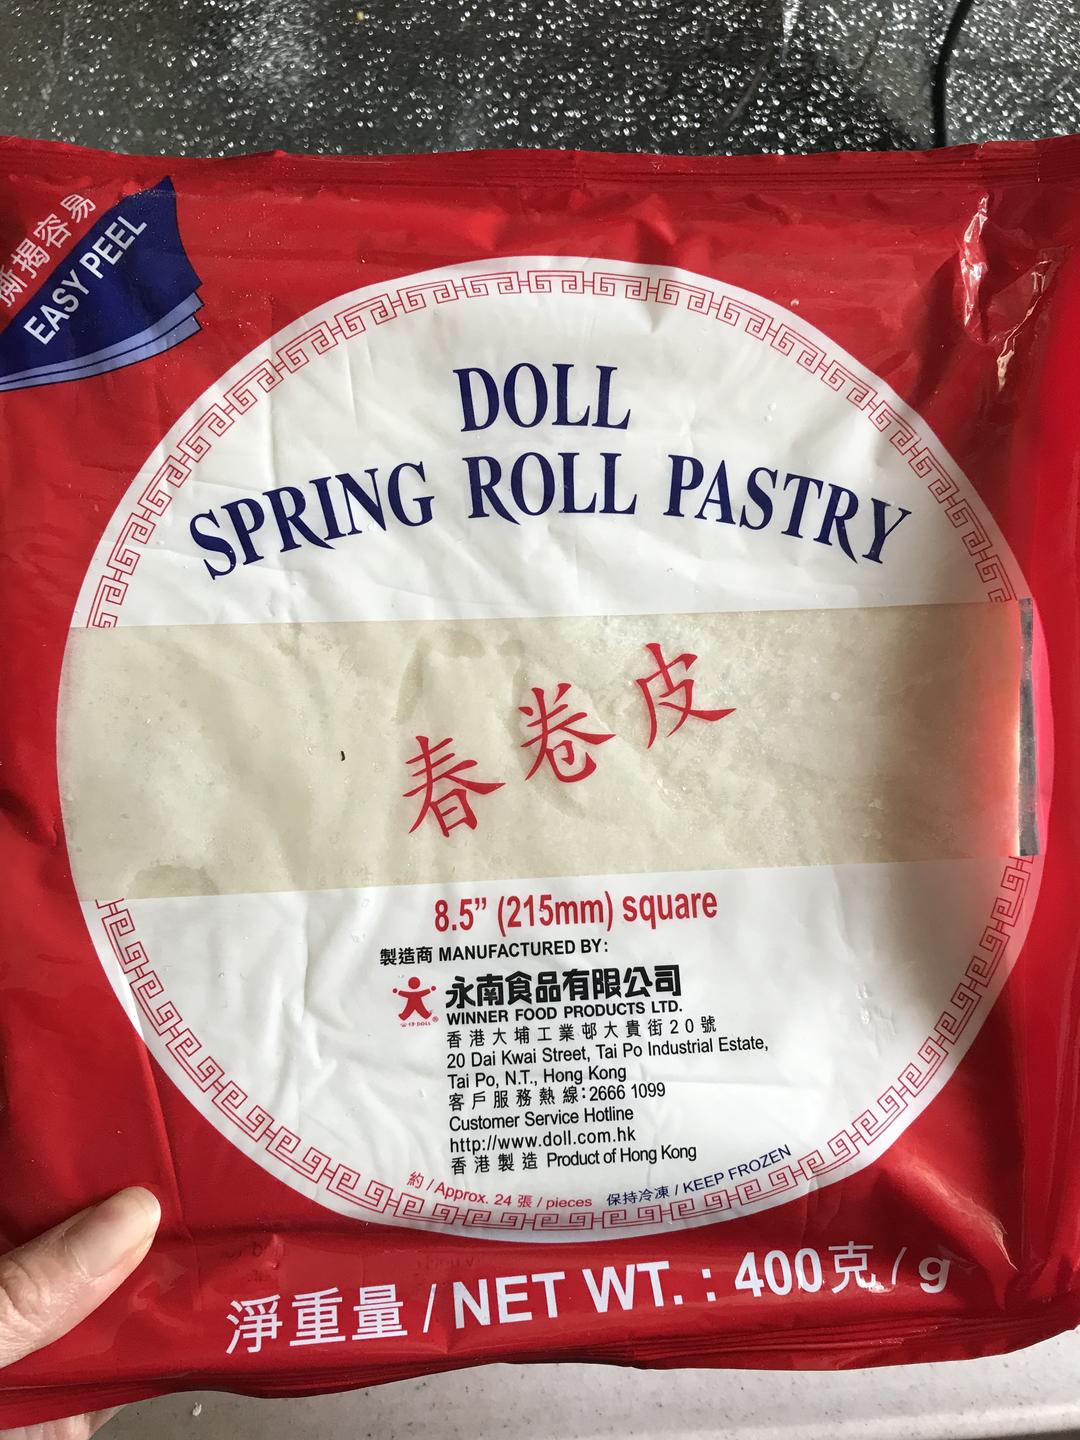 撕揭容易
EASY PEEL
DOLL
SPRING ROLL PASTRY
春卷皮
8.5” (215mm) square
製造商 MANUFACTURED BY:
永南食品有限公司
WINNER FOOD PRODUCTS LTD.
公仔 DOLL ®
香港大埔工業邨大貴街20號
20 Dai Kwai Street, Tai Po Industrial Estate,
Tai Po, N.T., Hong Kong
客戶服務熱線:2666 1099
Customer Service Hotline
http://www.doll.com.hk
香港製造 Product of Hong Kong
約 / Approx. 24 張 / pieces 保持冷凍 / KEEP FROZEN
淨重量 / NET WT. : 400克 / g